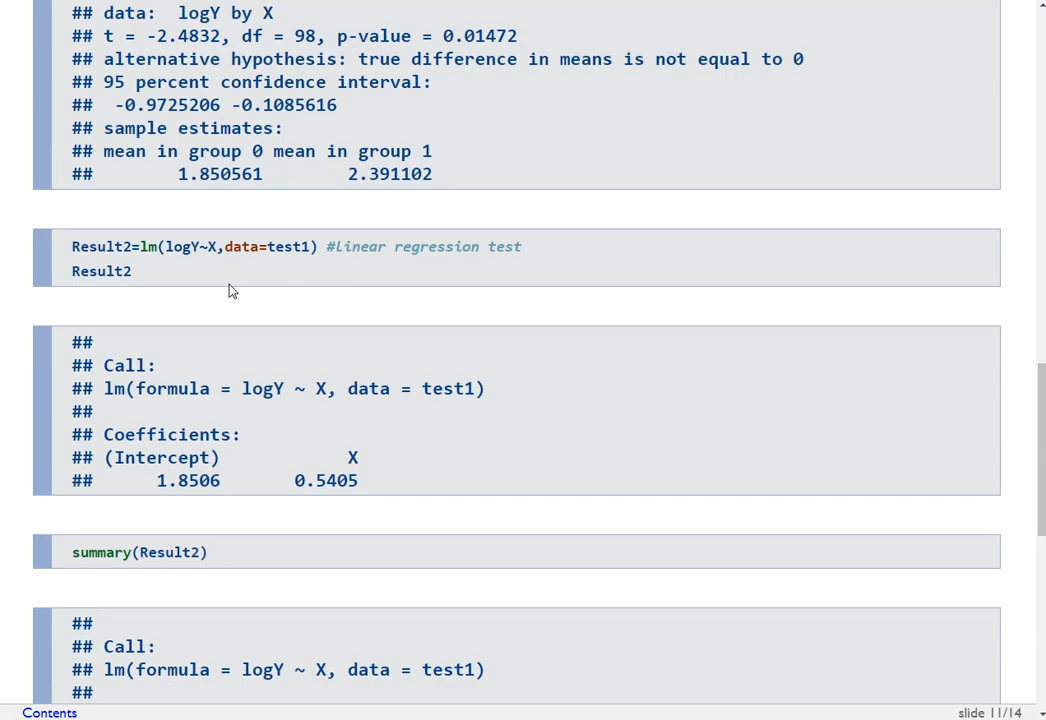 ## data:  logY by X
## t = -2.4832, df = 98, p-value = 0.01472
## alternative hypothesis: true difference in means is not equal to 0
## 95 percent confidence interval:
##  -0.9725206 -0.1085616
## sample estimates:
## mean in group 0 mean in group 1
##        1.850561        2.391102
Result2=lm(logY~X,data=test1) #linear regression test
Result2
##
## Call:
## lm(formula = logY ~ X, data = test1)
##
## Coefficients:
## (Intercept)            X
##      1.8506       0.5405
summary(Result2)
##
## Call:
## lm(formula = logY ~ X, data = test1)
##
Contents
slide 11/14